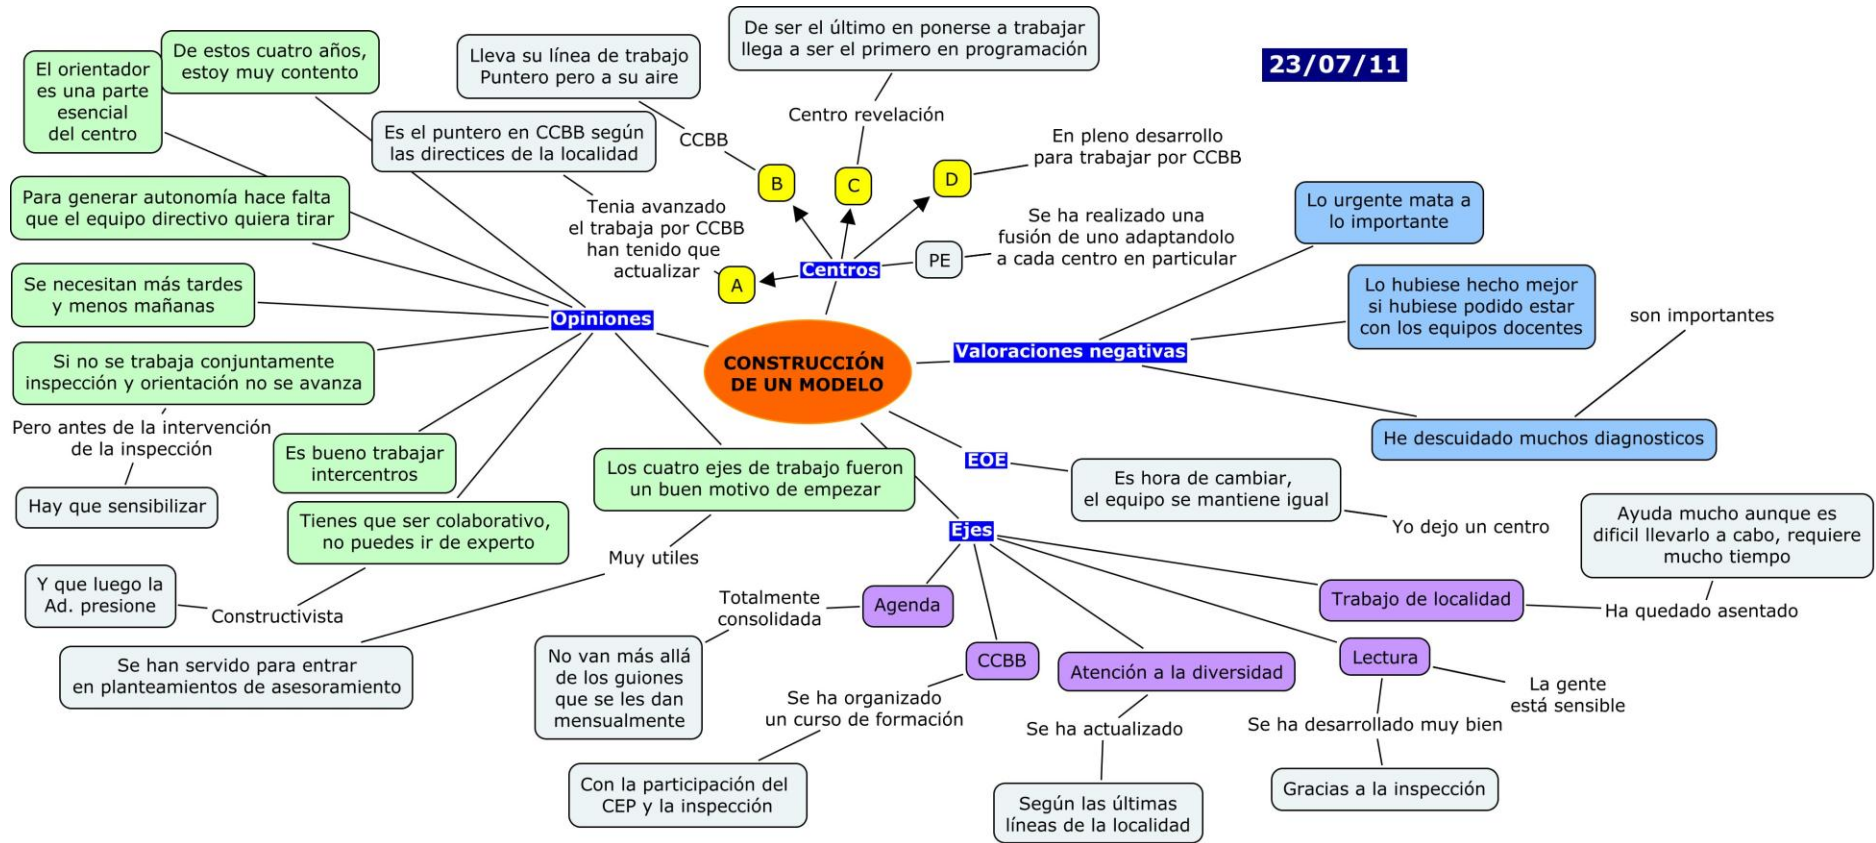 De ser el último en ponerse a trabajar
llega a ser el primero en programación
23/07/11
De estos cuatro años,
estoy muy contento
Lleva su línea de trabajo
Puntero pero a su aire
El orientador
es una parte
esencial
del centro
Centro revelación
Es el puntero en CCBB según
las directices de la localidad
CCBB
En pleno desarrollo
para trabajar por CCBB
B
C
D
Para generar autonomía hace falta
que el equipo directivo quiera tirar
Tenia avanzado
el trabaja por CCBB
han tenido que
actualizar
Se ha realizado una
fusión de uno adaptandolo
a cada centro en particular
PE
Lo urgente mata a
lo importante
Centros
A
Se necesitan más tardes
y menos mañanas
Lo hubiese hecho mejor
si hubiese podido estar
con los equipos docentes
son importantes
Opiniones
Valoraciones negativas
CONSTRUCCIÓN
DE UN MODELO
Si no se trabaja conjuntamente
inspección y orientación no se avanza
Pero antes de la intervención
de la inspección
Hay que sensibilizar
Es bueno trabajar
intercentros
Los cuatro ejes de trabajo fueron
un buen motivo de empezar
He descuidado muchos diagnosticos
EOE
Es hora de cambiar,
el equipo se mantiene igual
Yo dejo un centro
Ayuda mucho aunque es
dificil llevarlo a cabo, requiere
mucho tiempo
Tienes que ser colaborativo,
no puedes ir de experto
Ejes
Muy utiles
Y que luego la
Ad. presione
Constructivista
Totalmente
consolidada
Agenda
Trabajo de localidad
Ha quedado asentado
Se han servido para entrar
en planteamientos de asesoramiento
No van más allá
de los guiones
que se les dan
mensualmente
CCBB
Atención a la diversidad
Lectura
La gente
está sensible
Se ha organizado
un curso de formación
Se ha actualizado
Se ha desarrollado muy bien
Con la participación del
CEP y la inspección
Según las últimas
líneas de la localidad
Gracias a la inspección